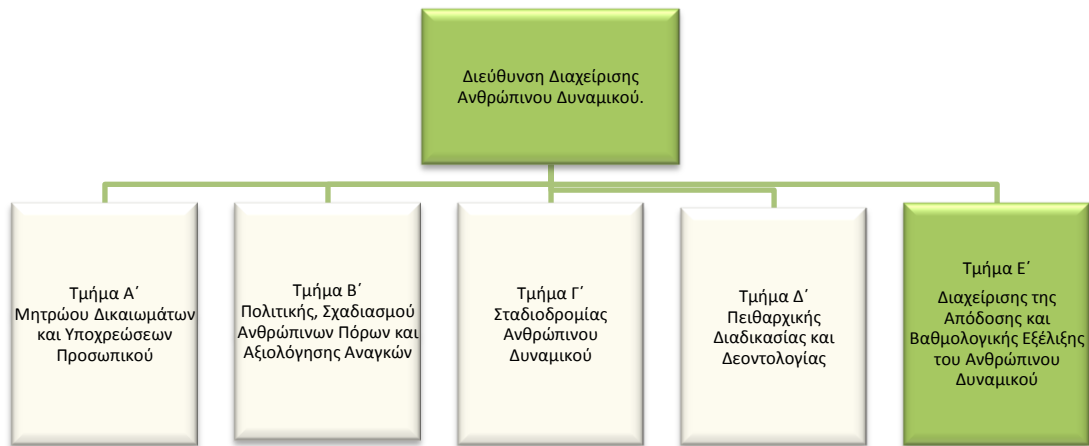 Διεύθυνση Διαχείρισης
Ανθρώπινου Δυναμικού.
Τμήμα Α΄
Μητρώου Δικαιωμάτων
και Υποχρεώσεων
Προσωπικού
Τμήμα Β΄
Πολιτικής, Σχαδιασμού
Ανθρώπινων Πόρων και
Αξιολόγησης Αναγκών
Τμήμα Γ΄
Σταδιοδρομίας
Ανθρώπινου
Δυναμικού
Τμήμα Δ΄
Πειθαρχικής
Διαδικασίας και
Δεοντολογίας
Τμήμα Ε΄
Διαχείρισης της
Απόδοσης και
Βαθμολογικής Εξέλιξης
του Ανθρώπινου
Δυναμικού